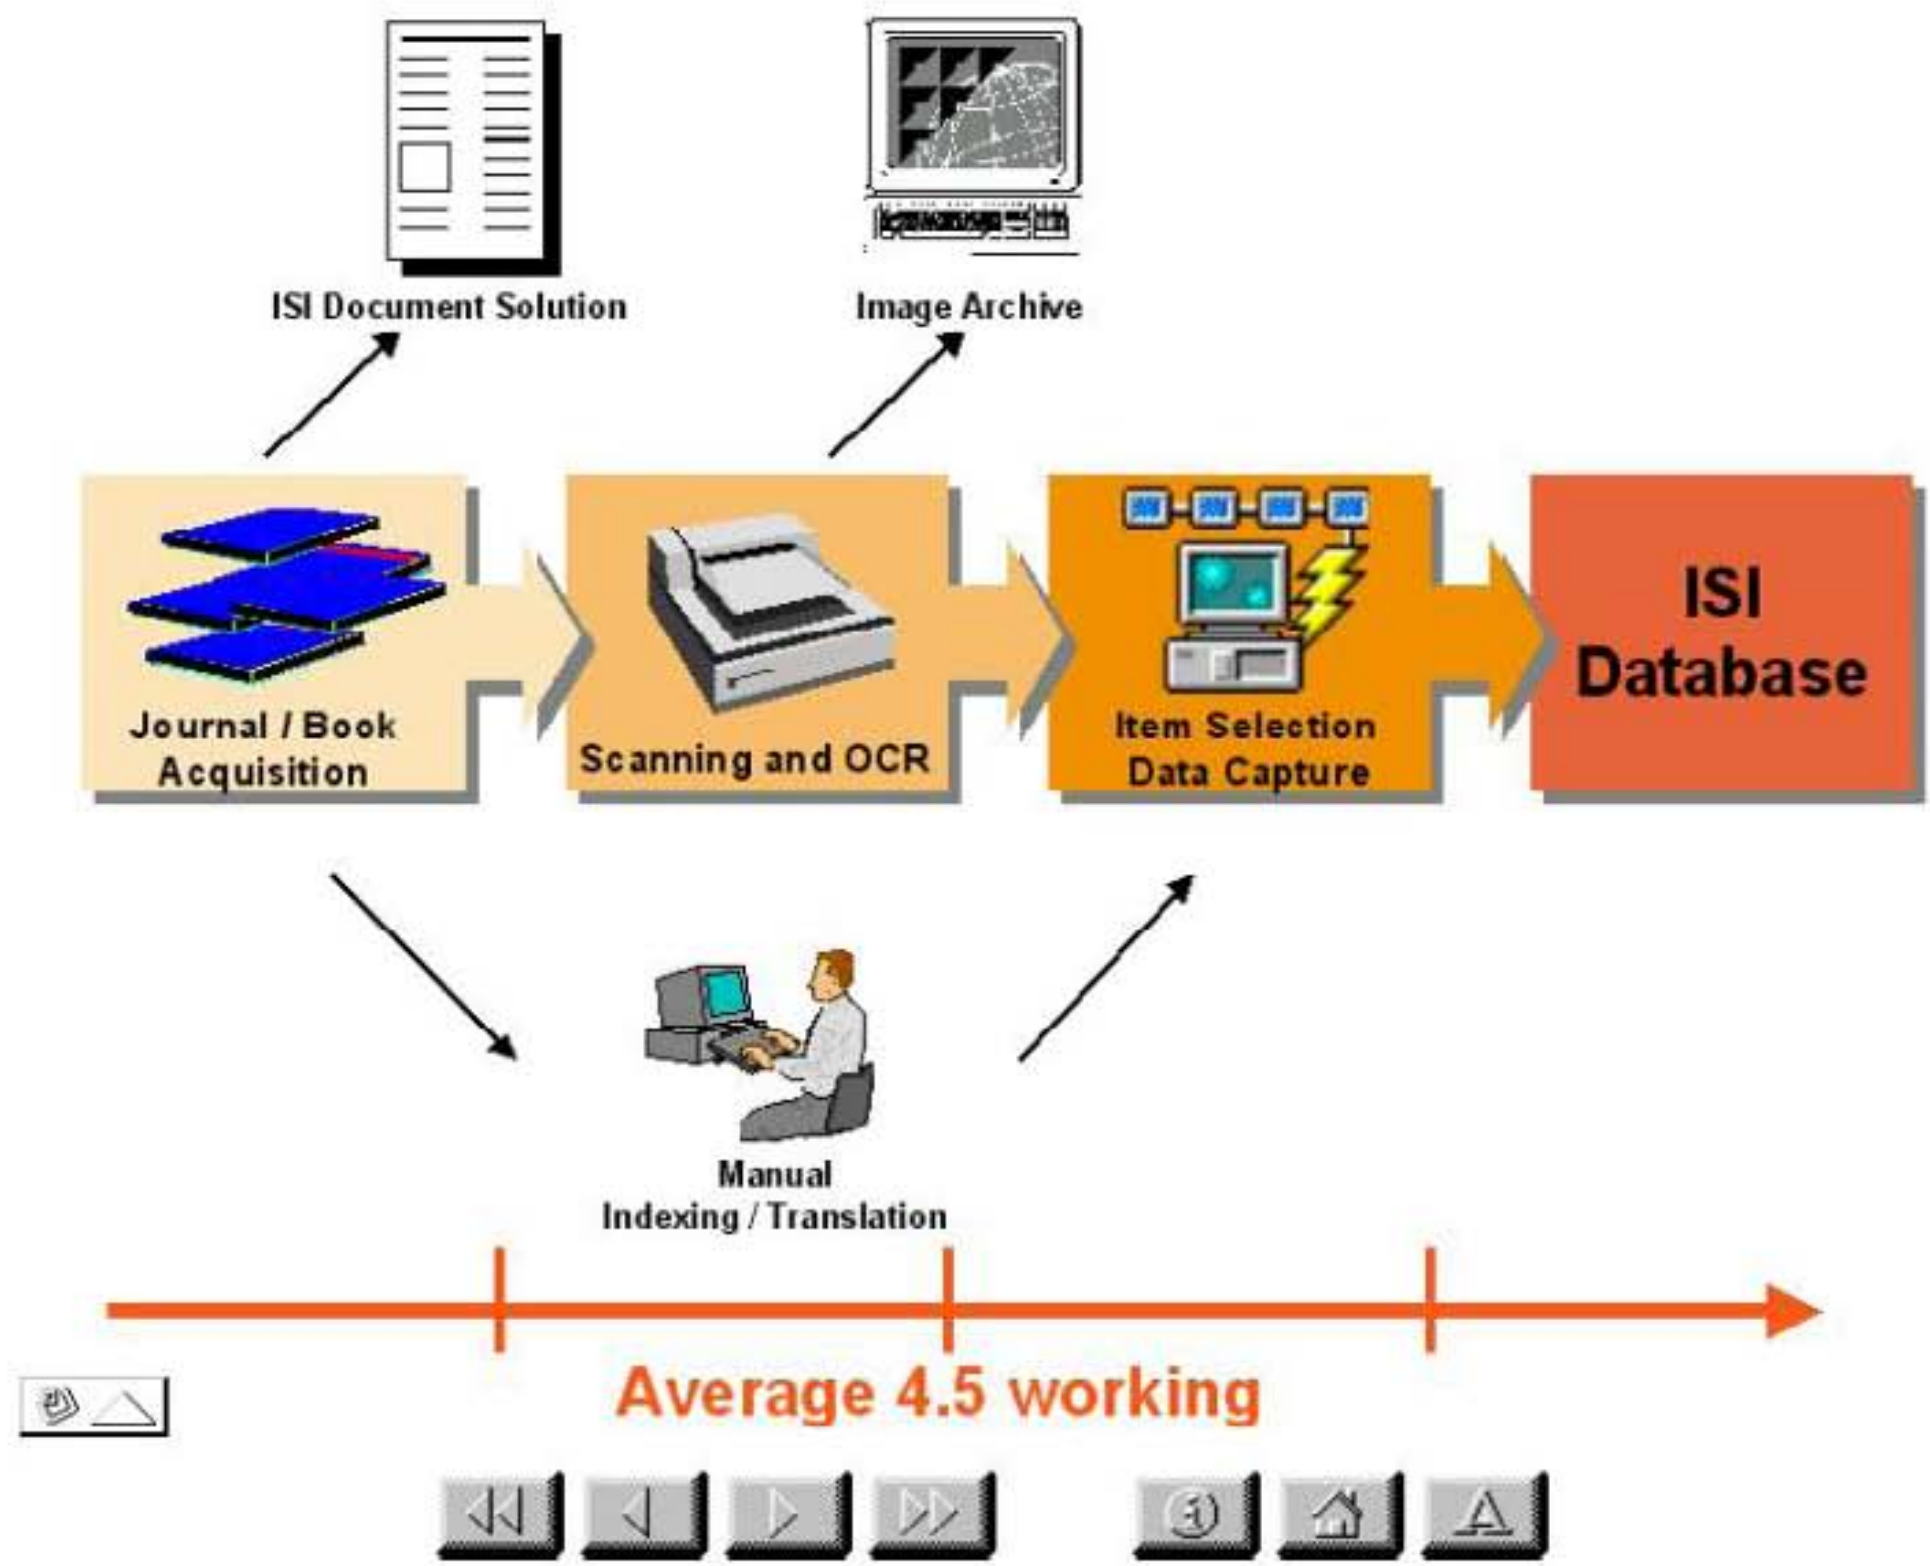 ISI Document Solution
Image Archive
Journal / Book
Acquisition
Scanning and OCR
Item Selection
Data Capture
ISI
Database
Manual
Indexing / Translation
Average 4.5 working